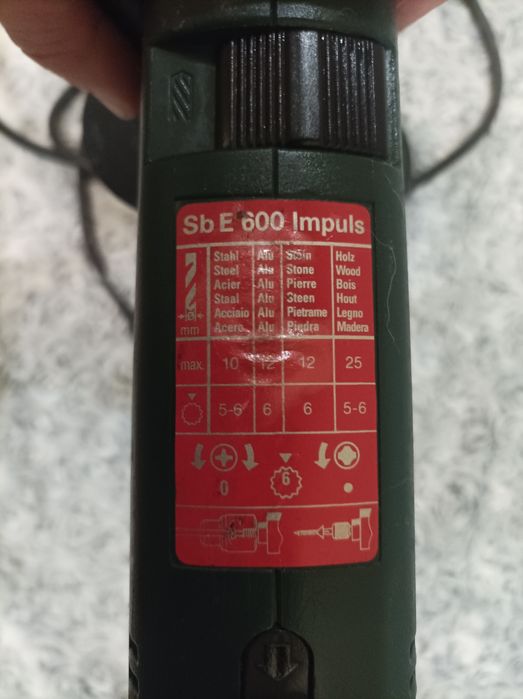 Sb E 600 Impuls
Stahl Alu Stein Holz
Steel Alu Stone Wood
Acier Alu Pierre Bois
Staal Alu Steen Hout
Acciaio Alu Pietrame Legno
mm Acero Alu Piedra Madera
max. 10 12 12 25
5-6 6 6 5-6
6
0